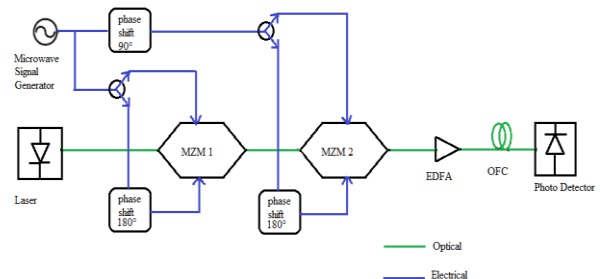 phase
shift
90°
Microwave
Signal
Generator
MZM 1
MZM 2
EDFA
OFC
Photo Detector
Laser
phase
shift
180°
phase
shift
180°
Optical
Electrical